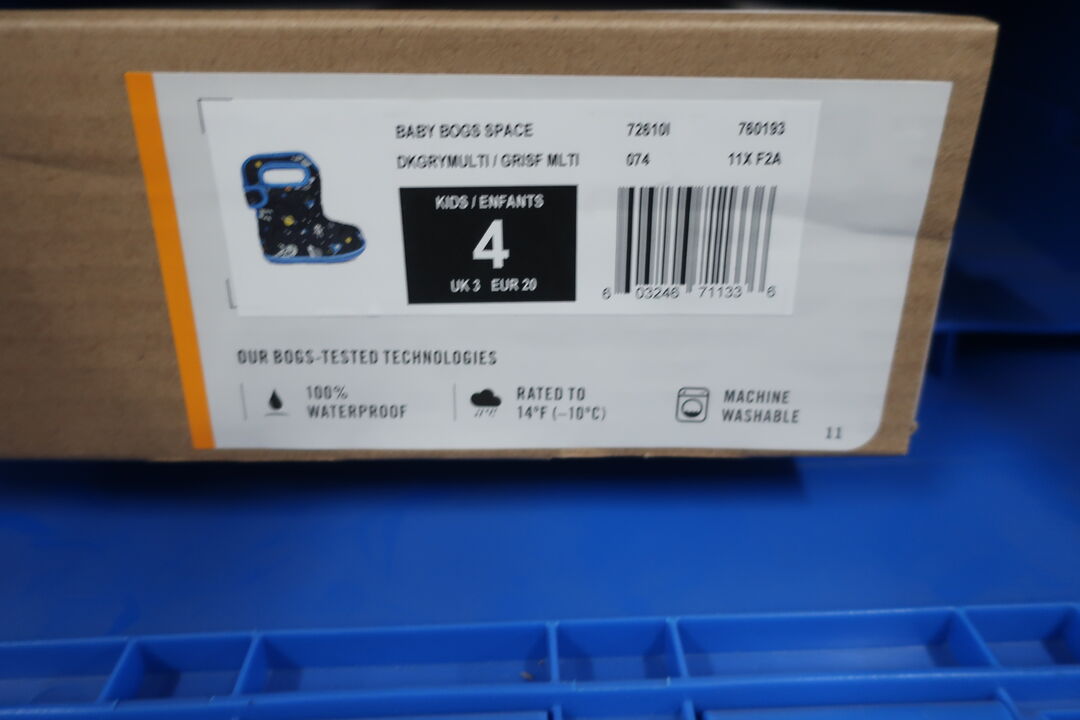 BABY BOGS SPACE 72610I 760193
DKGRYMULTI / GRISF MLTI 074 11X F2A
KIDS / ENFANTS
4
UK 3 EUR 20
6 03246 71133 6
OUR BOGS-TESTED TECHNOLOGIES
100%
WATERPROOF
RATED TO
14°F (–10°C)
MACHINE
WASHABLE
11